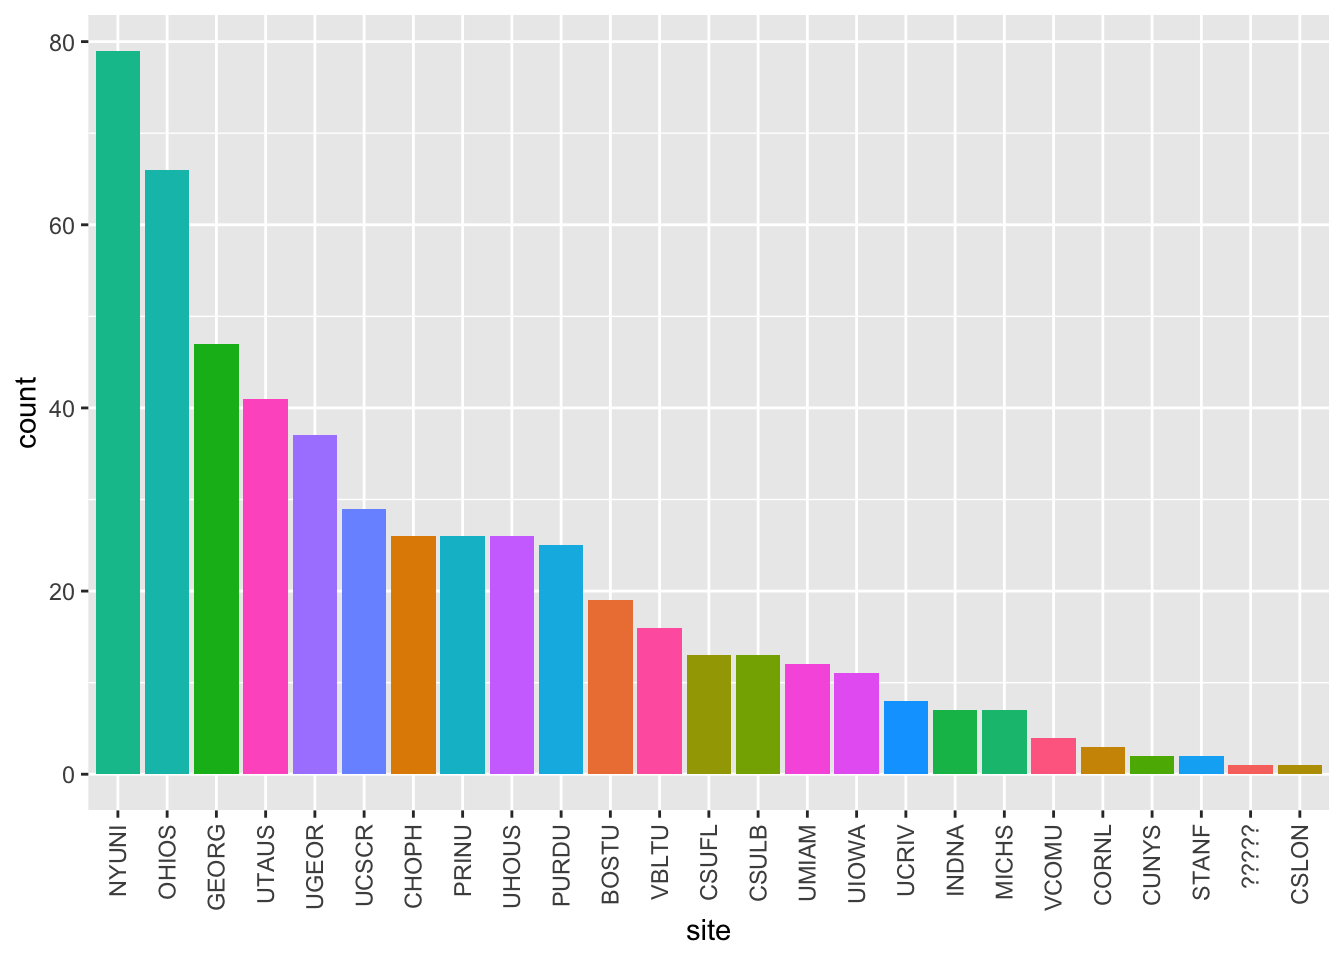 80
60
40
20
0
count
NYUNI
OHIOS
GEORG
UTAUS
UGEOR
UCSCR
CHOPH
PRINU
UHOUS
PURDU
BOSTU
VBLTU
CSUFL
CSULB
UMIAM
UIOWA
UCRIV
INDNA
MICHS
VCOMU
CORNL
CUNYS
STANF
?????
CSLON
site